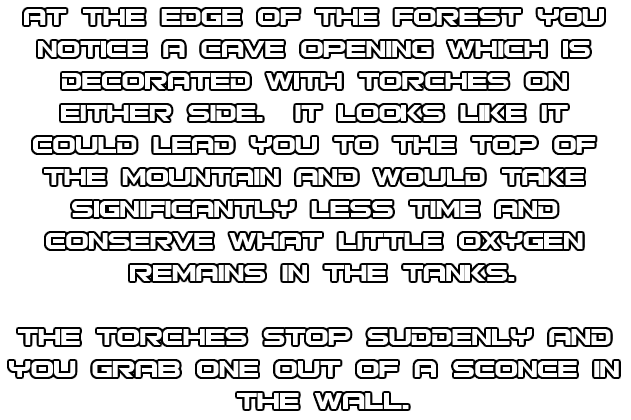 AT THE EDGE OF THE FOREST YOU
NOTICE A CAVE OPENING WHICH IS
DECORATED WITH TORCHES ON
EITHER SIDE. IT LOOKS LIKE IT
COULD LEAD YOU TO THE TOP OF
THE MOUNTAIN AND WOULD TAKE
SIGNIFICANTLY LESS TIME AND
CONSERVE WHAT LITTLE OXYGEN
REMAINS IN THE TANKS.
THE TORCHES STOP SUDDENLY AND
YOU GRAB ONE OUT OF A SCONCE IN
THE WALL.